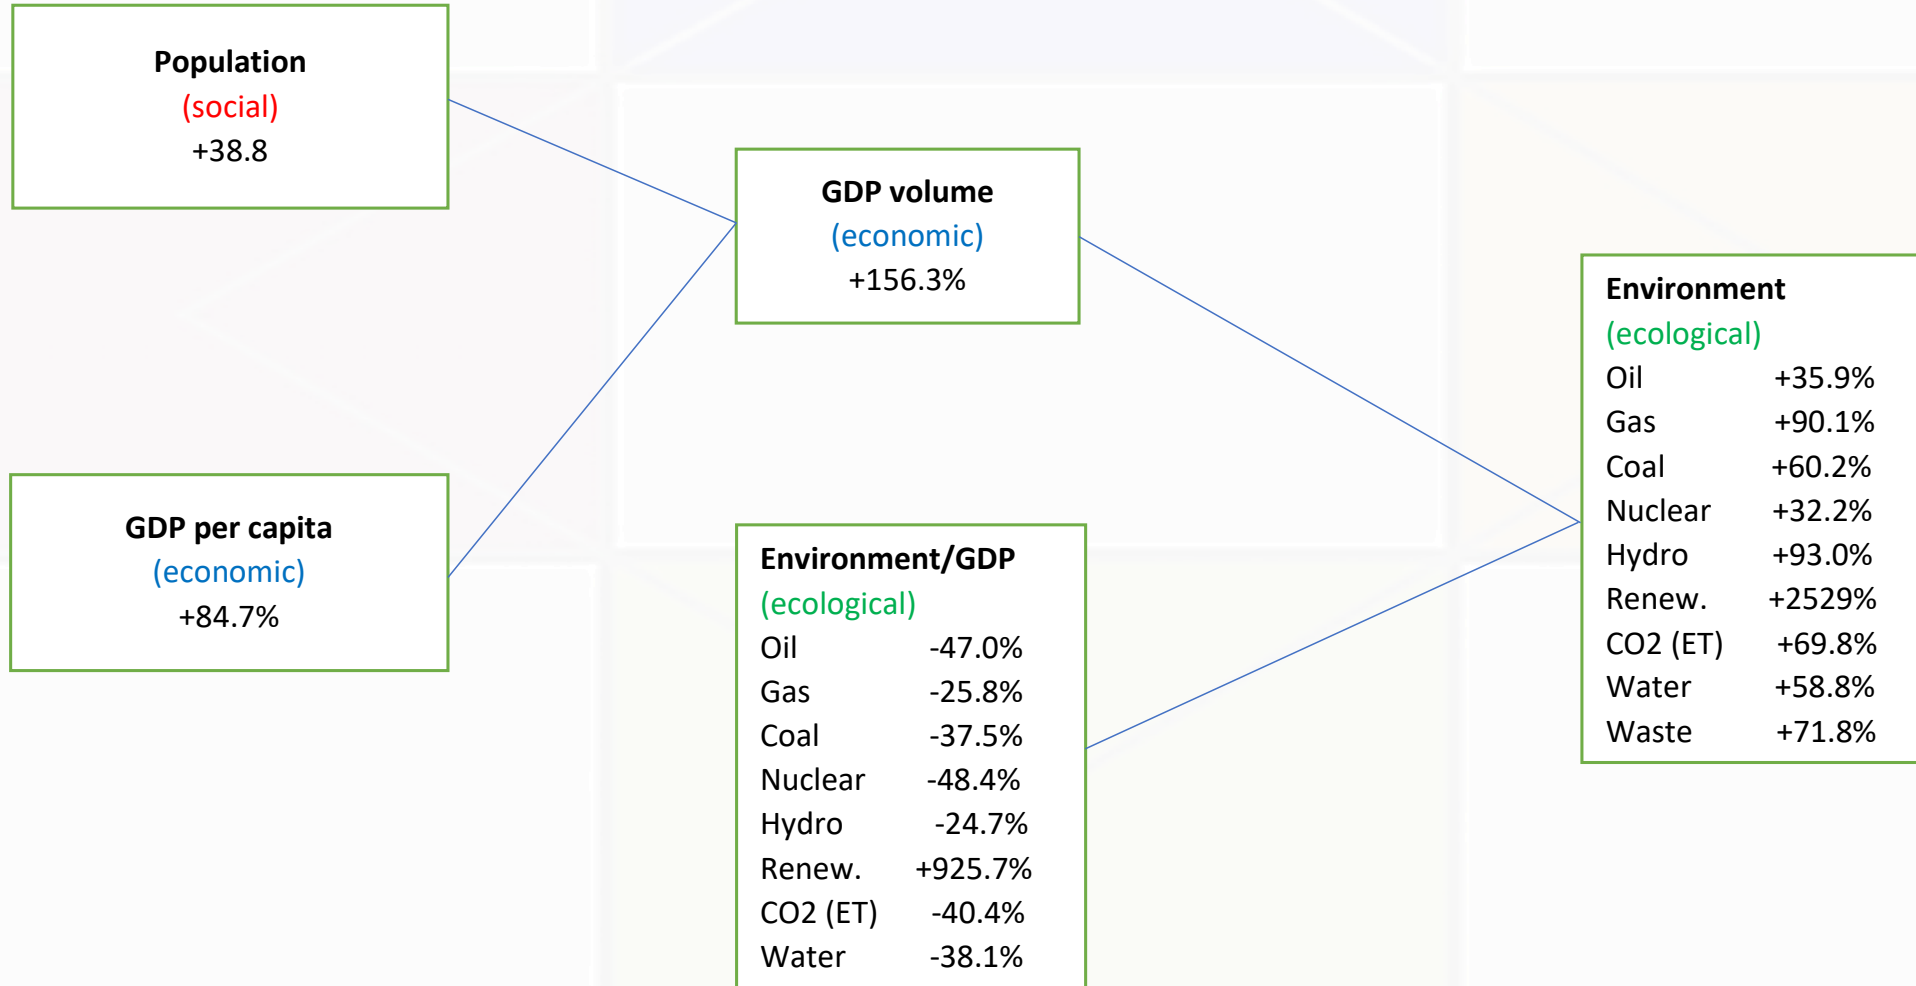 Population
(social)
+38.8
GDP per capita
(economic)
+84.7%
GDP volume
(economic)
+156.3%
Environment/GDP
(ecological)
Oil -47.0%
Gas -25.8%
Coal -37.5%
Nuclear -48.4%
Hydro -24.7%
Renew. +925.7%
CO2 (ET) -40.4%
Water -38.1%
Environment
(ecological)
Oil +35.9%
Gas +90.1%
Coal +60.2%
Nuclear +32.2%
Hydro +93.0%
Renew. +2529%
CO2 (ET) +69.8%
Water +58.8%
Waste +71.8%